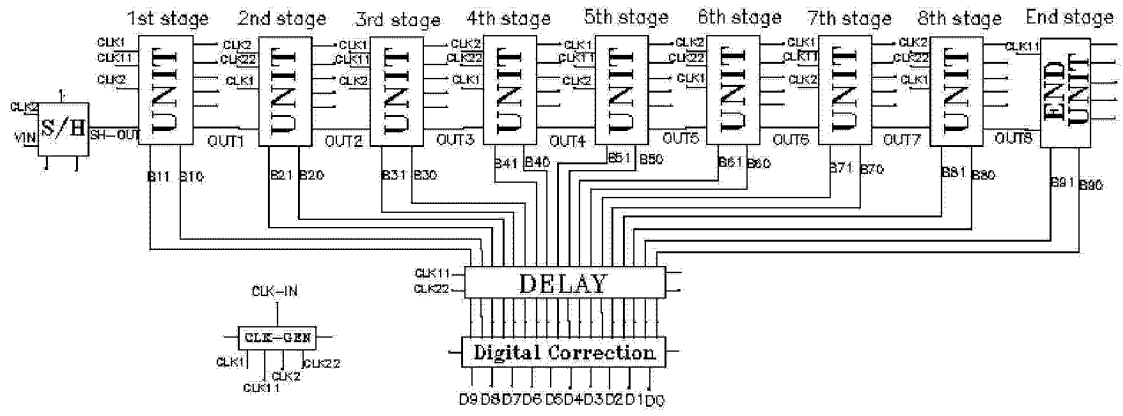 1st stage 2nd stage 3rd stage 4th stage 5th stage 6th stage 7th stage 8th stage End stage
CLK1 CLK2 CLK1 CLK2 CLK1 CLK2 CLK1 CLK2 CLK11
CLK11 CLK22 CLK11 CLK22 CLK11 CLK22 CLK11 CLK22
CLK2 CLK1 CLK2 CLK1 CLK2 CLK1 CLK2 CLK1
UNIT UNIT UNIT UNIT UNIT UNIT UNIT UNIT END UNIT
CLK2
S/H
VIN SH-OUT OUT1 OUT2 OUT3 OUT4 OUT5 OUT6 OUT7 OUT8
B11 B10 B21 B20 B31 B30 B41 B40 B51 B50 B61 B60 B71 B70 B81 B80 B91 B90
CLK11
CLK22
DELAY
CLK-IN
CLK-GEN
CLK1 CLK11 CLK2 CLK22
Digital Correction
D9 D8 D7 D6 D5 D4 D3 D2 D1 D0